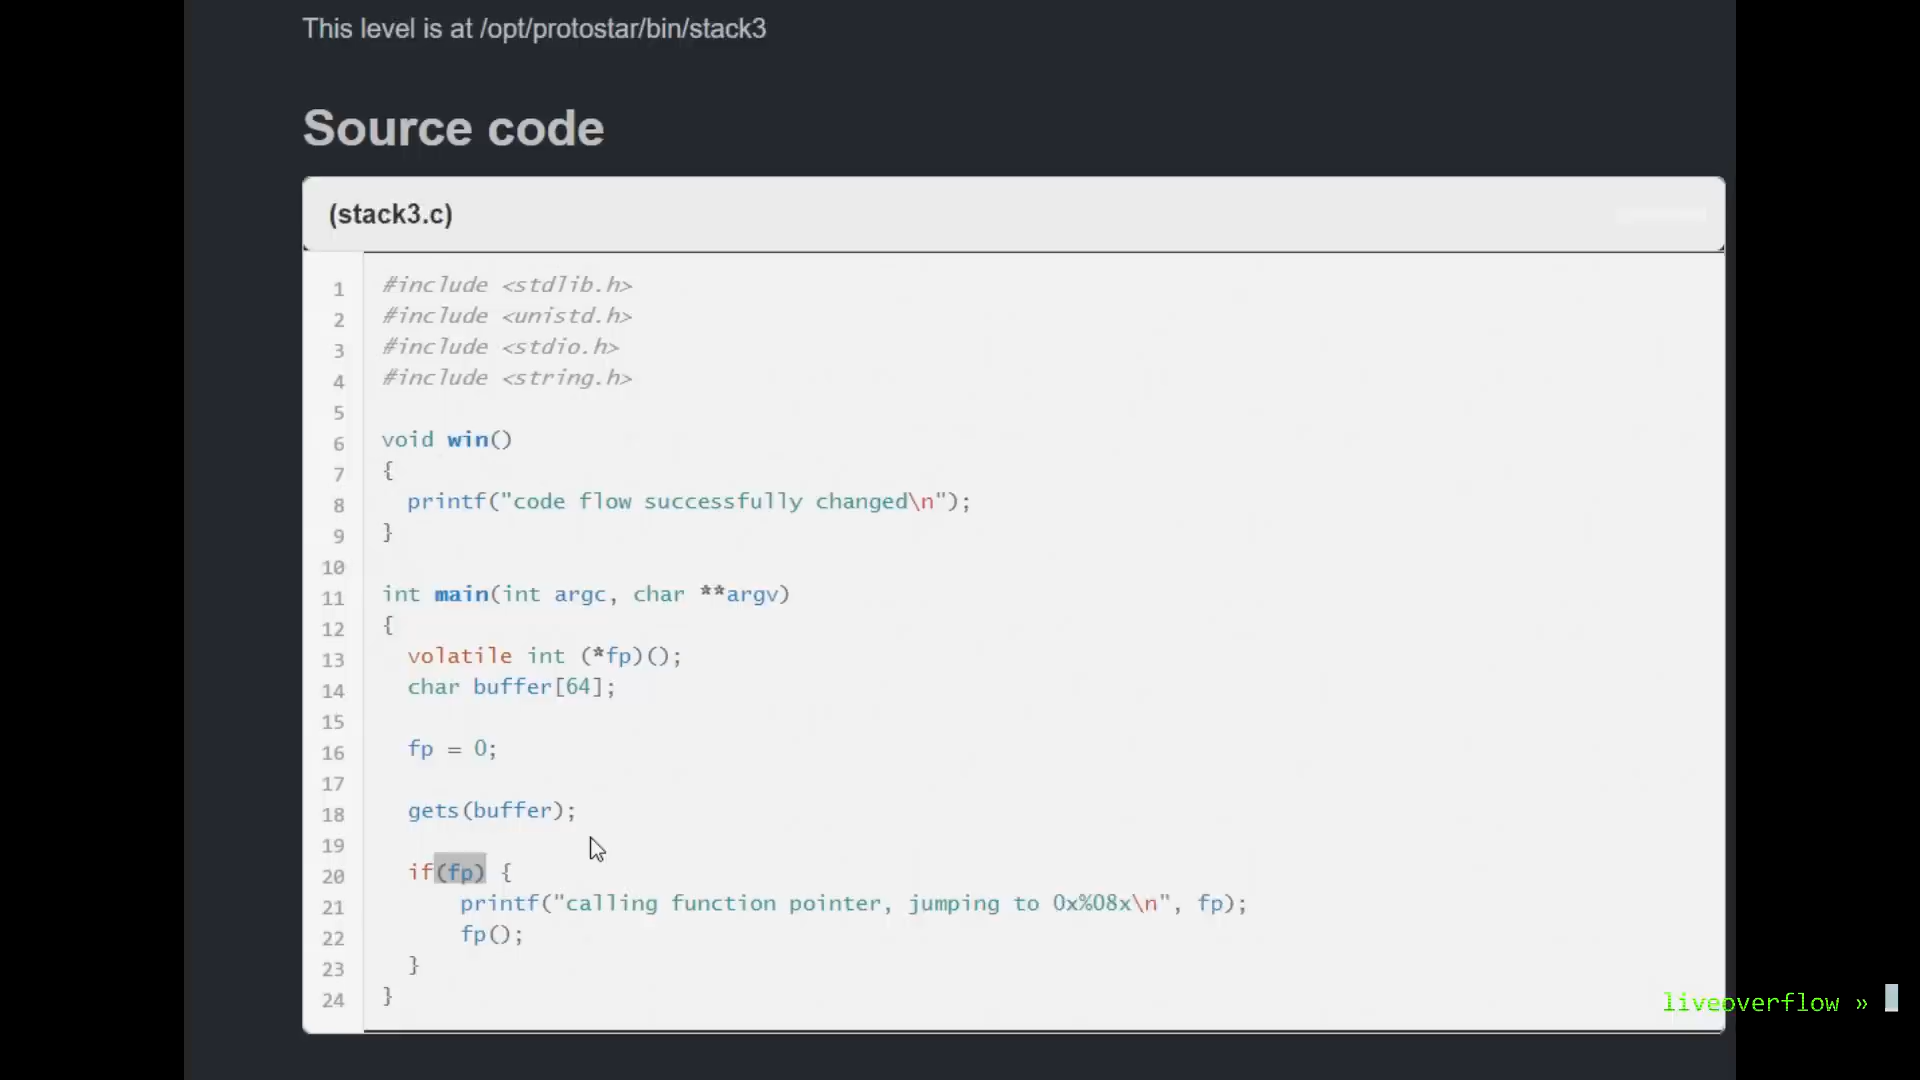 This level is at /opt/protostar/bin/stack3
Source code
(stack3.c)
1 #include <stdlib.h>
2 #include <unistd.h>
3 #include <stdio.h>
4 #include <string.h>
5
6 void win()
7 {
8 printf("code flow successfully changed\n");
9 }
10
11 int main(int argc, char **argv)
12 {
13 volatile int (*fp)();
14 char buffer[64];
15
16 fp = 0;
17
18 gets(buffer);
19
20 if(fp) {
21 printf("calling function pointer, jumping to 0x%08x\n", fp);
22 fp();
23 }
24 }
liveoverflow »